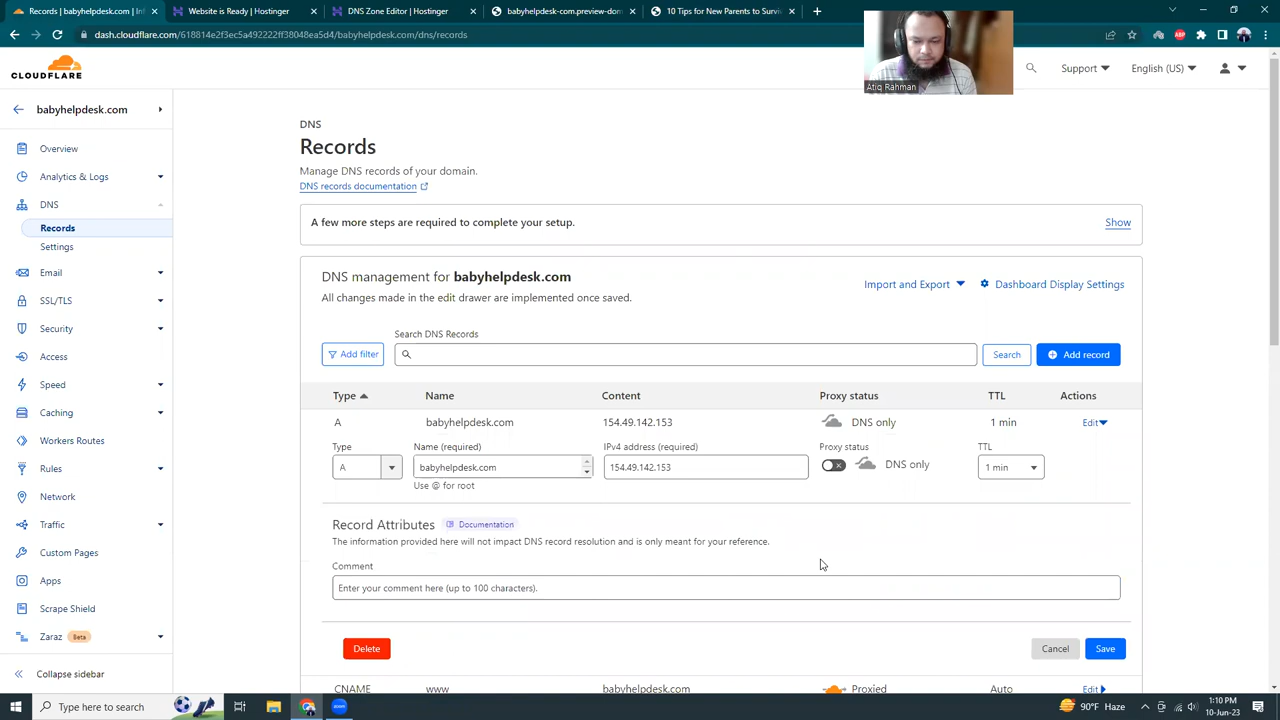 babyhelpdesk.com | In
Website is Ready | Hostinger
DNS Zone Editor | Hostinger
babyhelpdesk-com.preview-dom
10 Tips for New Parents to Surviv
dash.cloudflare.com/618814e2f3ec5a492222ff38048ea5d4/babyhelpdesk.com/dns/records
ABP
Atiq Rahman
CLOUDFLARE
Support
English (US)
babyhelpdesk.com
Overview
Analytics & Logs
DNS
Records
Settings
Email
SSL/TLS
Security
Access
Speed
Caching
Workers Routes
Rules
Network
Traffic
Custom Pages
Apps
Scrape Shield
Zaraz Beta
Collapse sidebar
DNS
Records
Manage DNS records of your domain.
DNS records documentation
A few more steps are required to complete your setup.
Show
DNS management for babyhelpdesk.com
All changes made in the edit drawer are implemented once saved.
Import and Export
Dashboard Display Settings
Search DNS Records
Add filter
Search
Add record
Type Name Content Proxy status TTL Actions
A babyhelpdesk.com 154.49.142.153 DNS only 1 min Edit
Type Name (required) IPv4 address (required) Proxy status TTL
A babyhelpdesk.com 154.49.142.153 DNS only 1 min
Use @ for root
Record Attributes Documentation
The information provided here will not impact DNS record resolution and is only meant for your reference.
Comment
Enter your comment here (up to 100 characters).
Delete Cancel Save
CNAME www babyhelpdesk.com Proxied Auto Edit
Type here to search
90°F Haze
1:10 PM
10-Jun-23